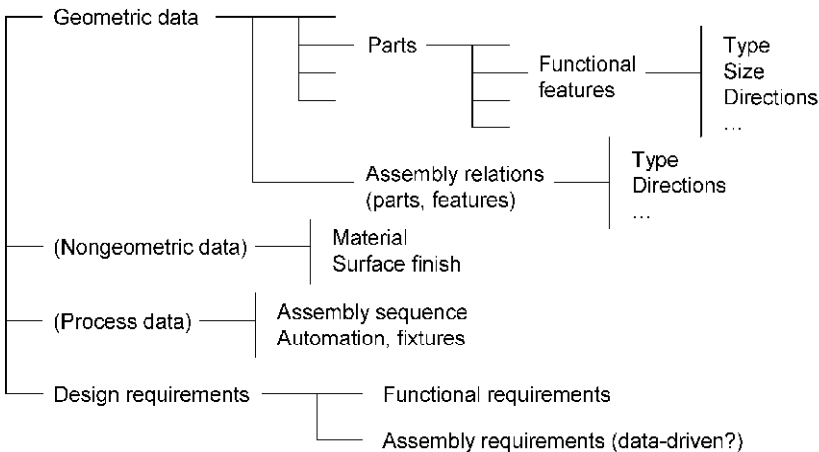 Geometric data
Parts
Functional
features
Type
Size
Directions
...
Assembly relations
(parts, features)
Type
Directions
...
(Nongeometric data)
Material
Surface finish
(Process data)
Assembly sequence
Automation, fixtures
Design requirements
Functional requirements
Assembly requirements (data-driven?)